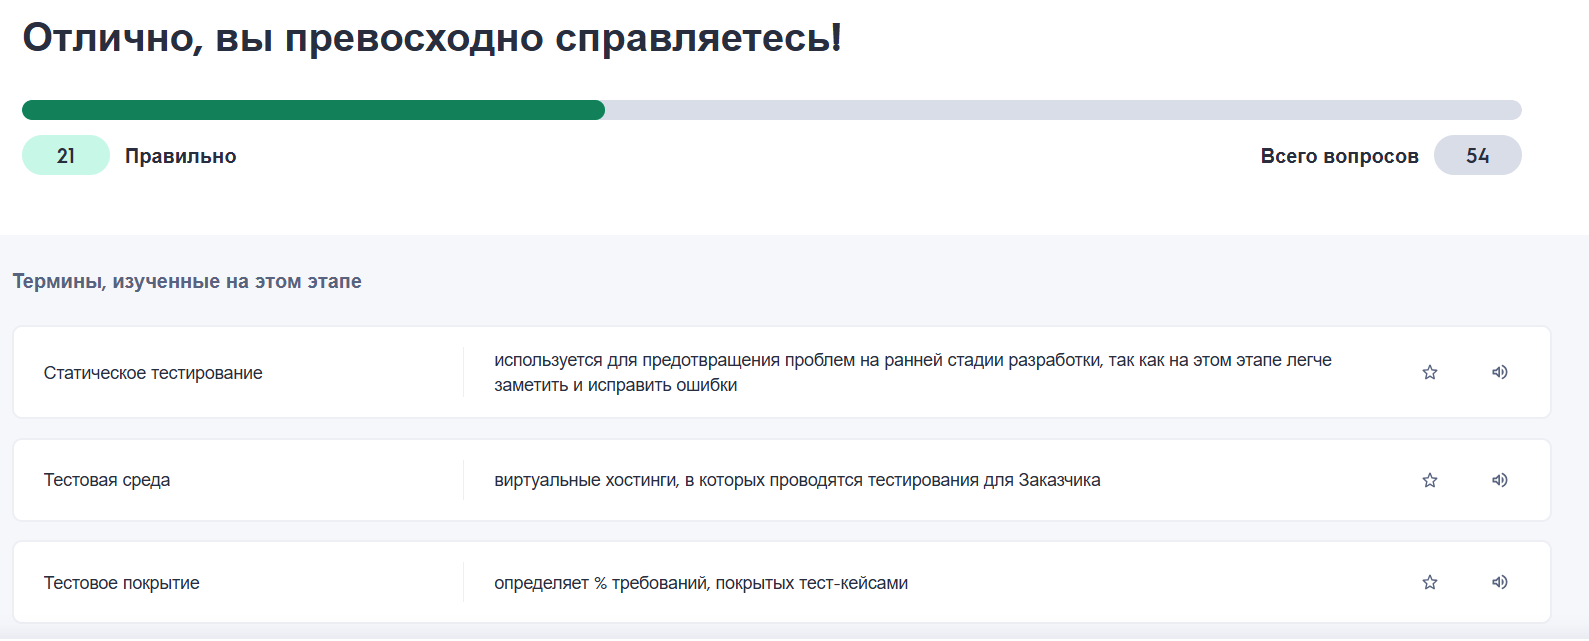 Отлично, вы превосходно справляетесь!
21 Правильно
Всего вопросов 54
Термины, изученные на этом этапе
Статическое тестирование
используется для предотвращения проблем на ранней стадии разработки, так как на этом этапе легче
заметить и исправить ошибки
Тестовая среда
виртуальные хостинги, в которых проводятся тестирования для Заказчика
Тестовое покрытие
определяет % требований, покрытых тест-кейсами